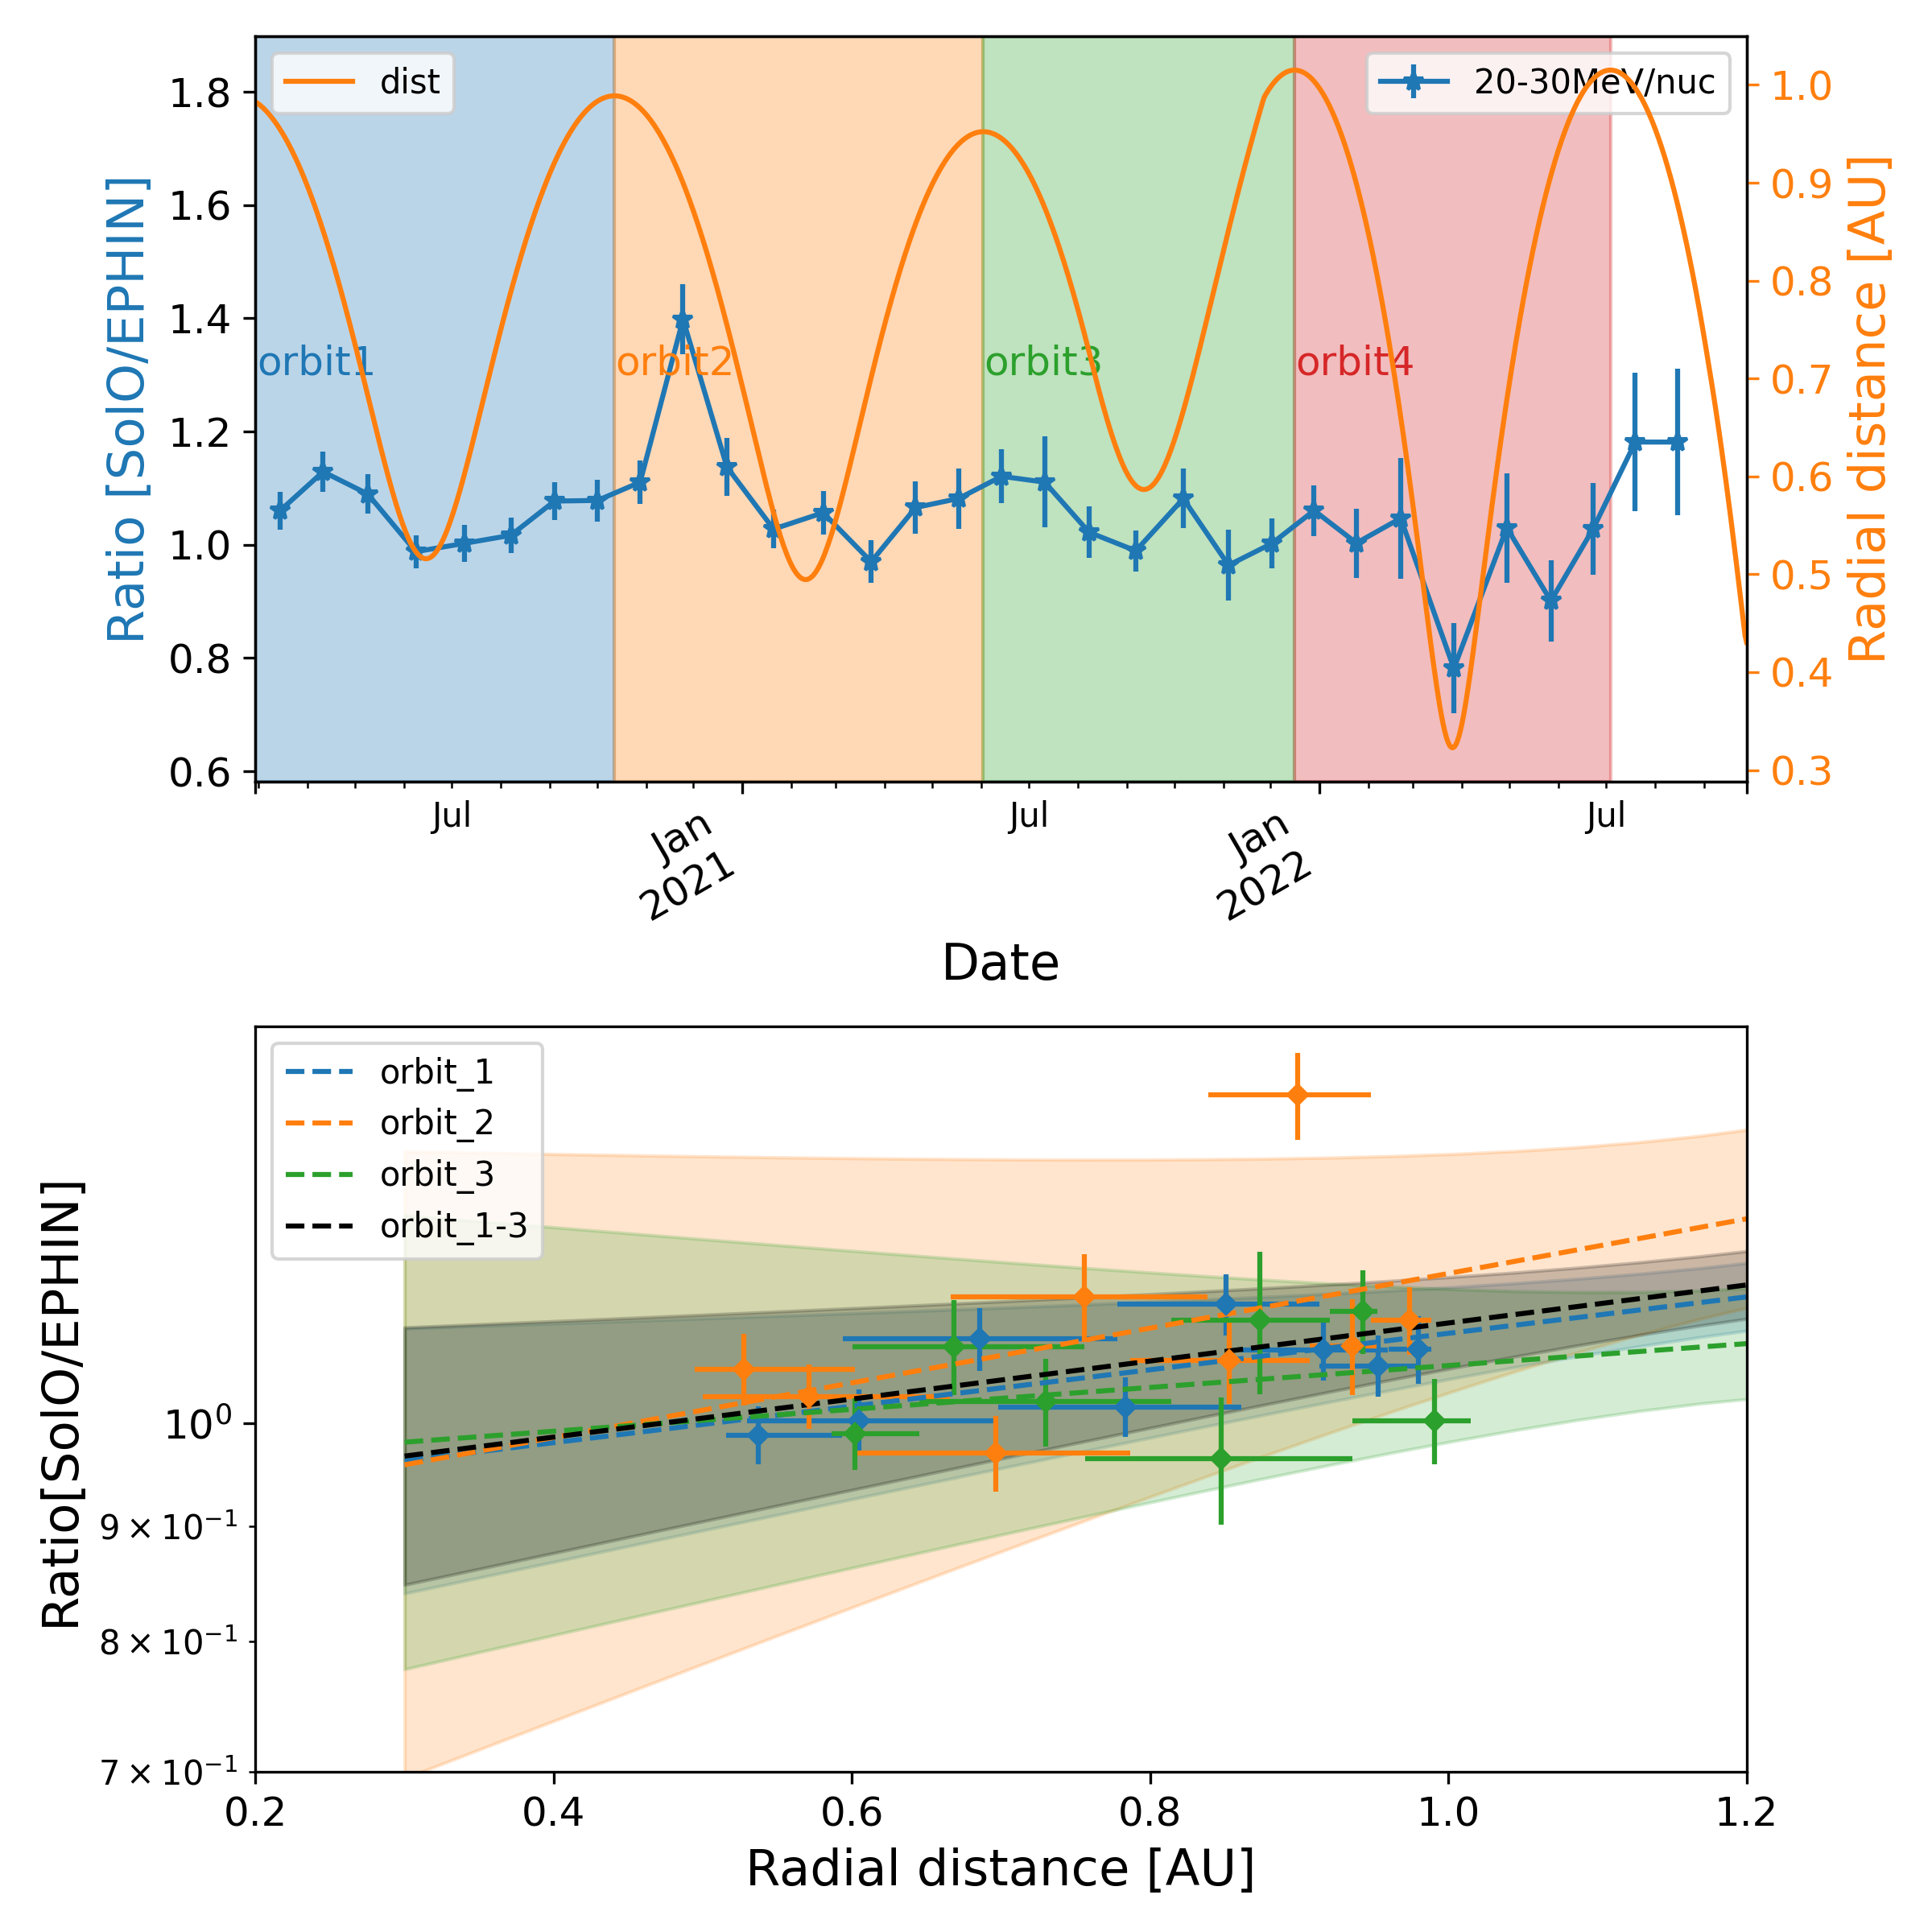 dist
20-30MeV/nuc
1.8
1.6
1.4
1.2
1.0
0.8
0.6
Ratio [SolO/EPHIN]
1.0
0.9
0.8
0.7
0.6
0.5
0.4
0.3
Radial distance [AU]
orbit1
orbit2
orbit3
orbit4
Jul
Jan
2021
Jul
Jan
2022
Jul
Date
orbit_1
orbit_2
orbit_3
orbit_1-3
Ratio[SolO/EPHIN]
10⁰
9 × 10⁻¹
8 × 10⁻¹
7 × 10⁻¹
0.2
0.4
0.6
0.8
1.0
1.2
Radial distance [AU]